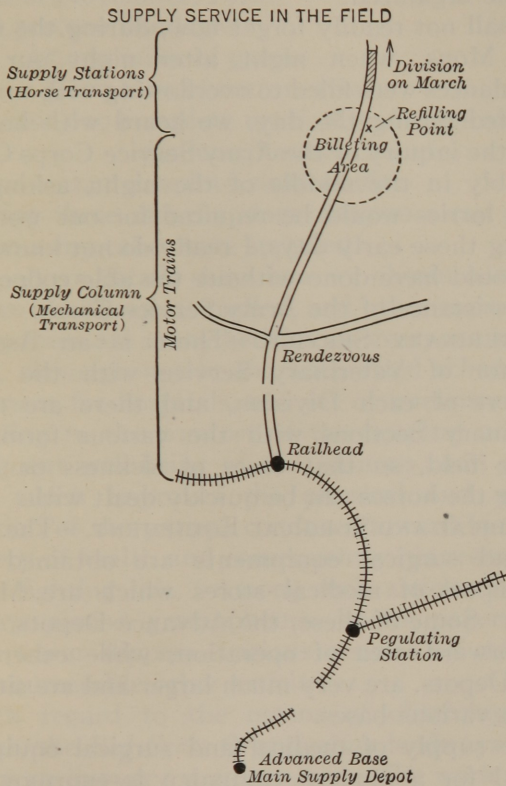 SUPPLY SERVICE IN THE FIELD
Supply Stations
(Horse Transport)
Division
on March
Refilling
Point
Billeting
Area
Motor Trains
Supply Column
(Mechanical
Transport)
Rendezvous
Railhead
Pegulating
Station
Advanced Base
Main Supply Depot